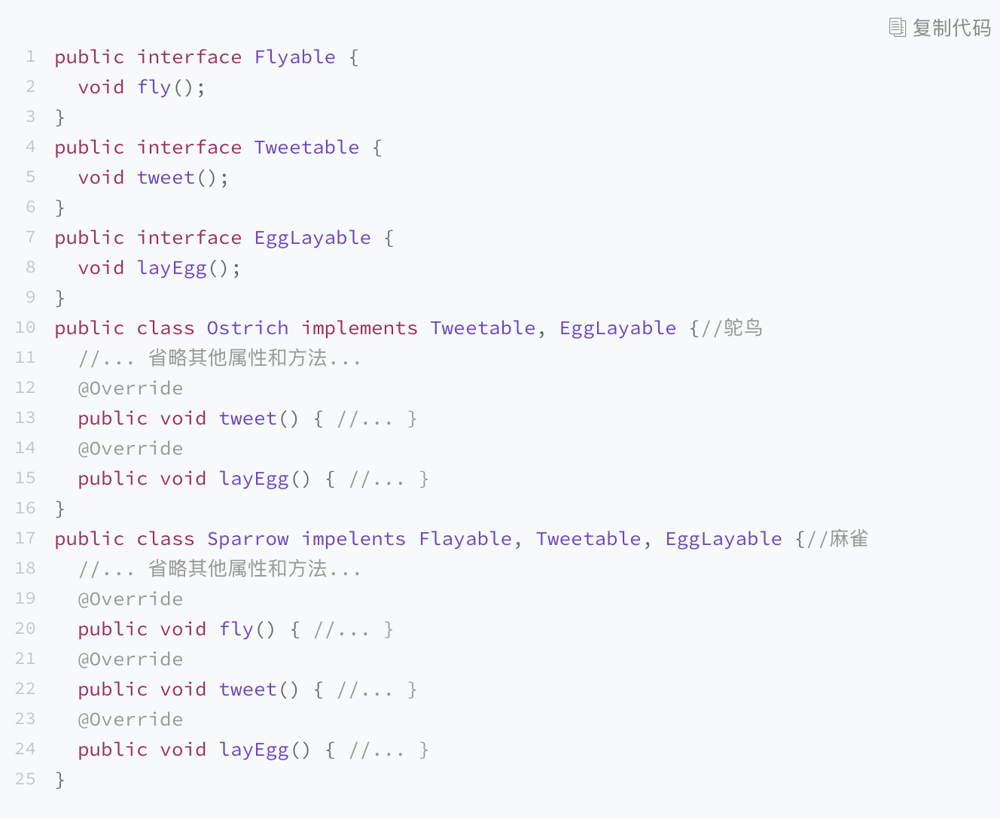 复制代码
1 public interface Flyable {
2   void fly();
3 }
4 public interface Tweetable {
5   void tweet();
6 }
7 public interface EggLayable {
8   void layEgg();
9 }
10 public class Ostrich implements Tweetable, EggLayable {//鸵鸟
11   //... 省略其他属性和方法...
12   @Override
13   public void tweet() { //... }
14   @Override
15   public void layEgg() { //... }
16 }
17 public class Sparrow impelents Flayable, Tweetable, EggLayable {//麻雀
18   //... 省略其他属性和方法...
19   @Override
20   public void fly() { //... }
21   @Override
22   public void tweet() { //... }
23   @Override
24   public void layEgg() { //... }
25 }